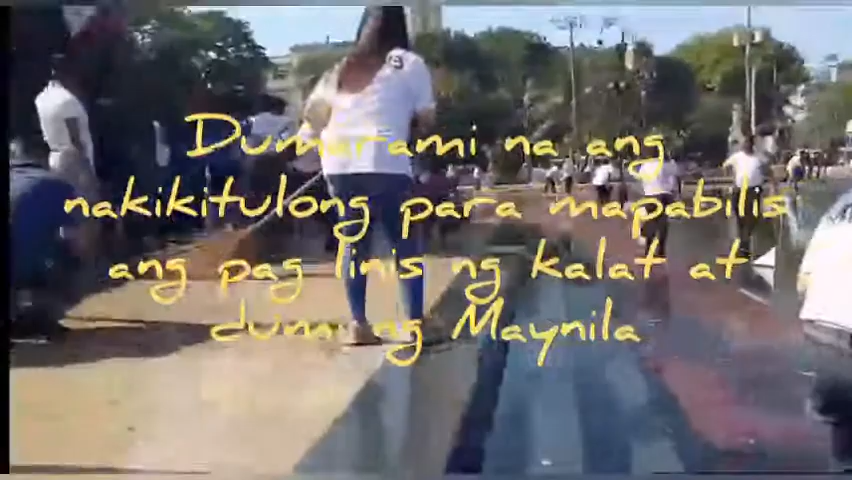 Dumarami na ang
nakikitulong para mapabilis
ang pag linis ng Kalat at
dumi ng Maynila